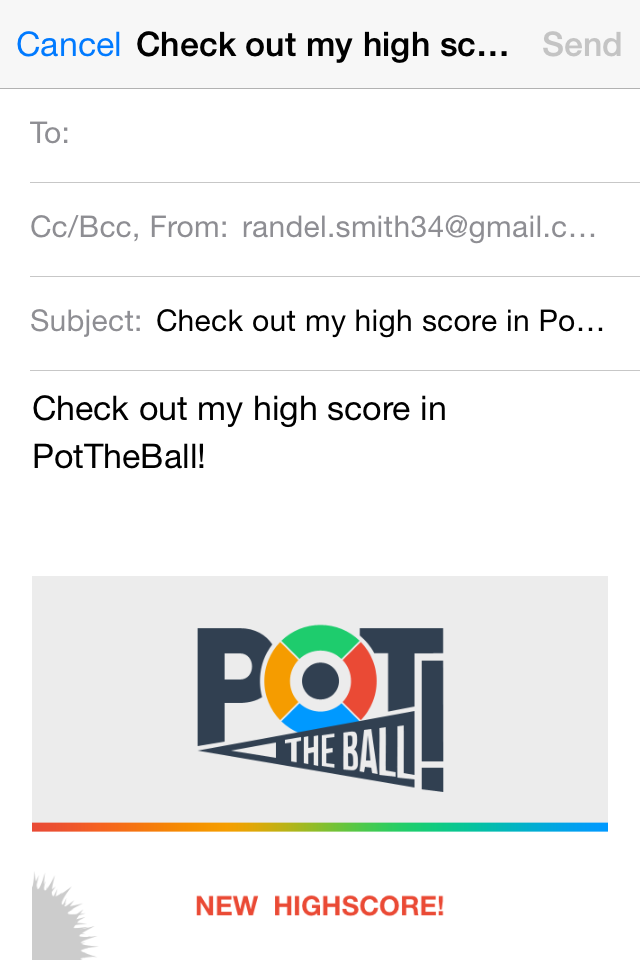 Cancel Check out my high sc... Send
To:
Cc/Bcc, From: randel.smith34@gmail.c...
Subject: Check out my high score in Po...
Check out my high score in
PotTheBall!
POT!
THE BALL
NEW HIGHSCORE!